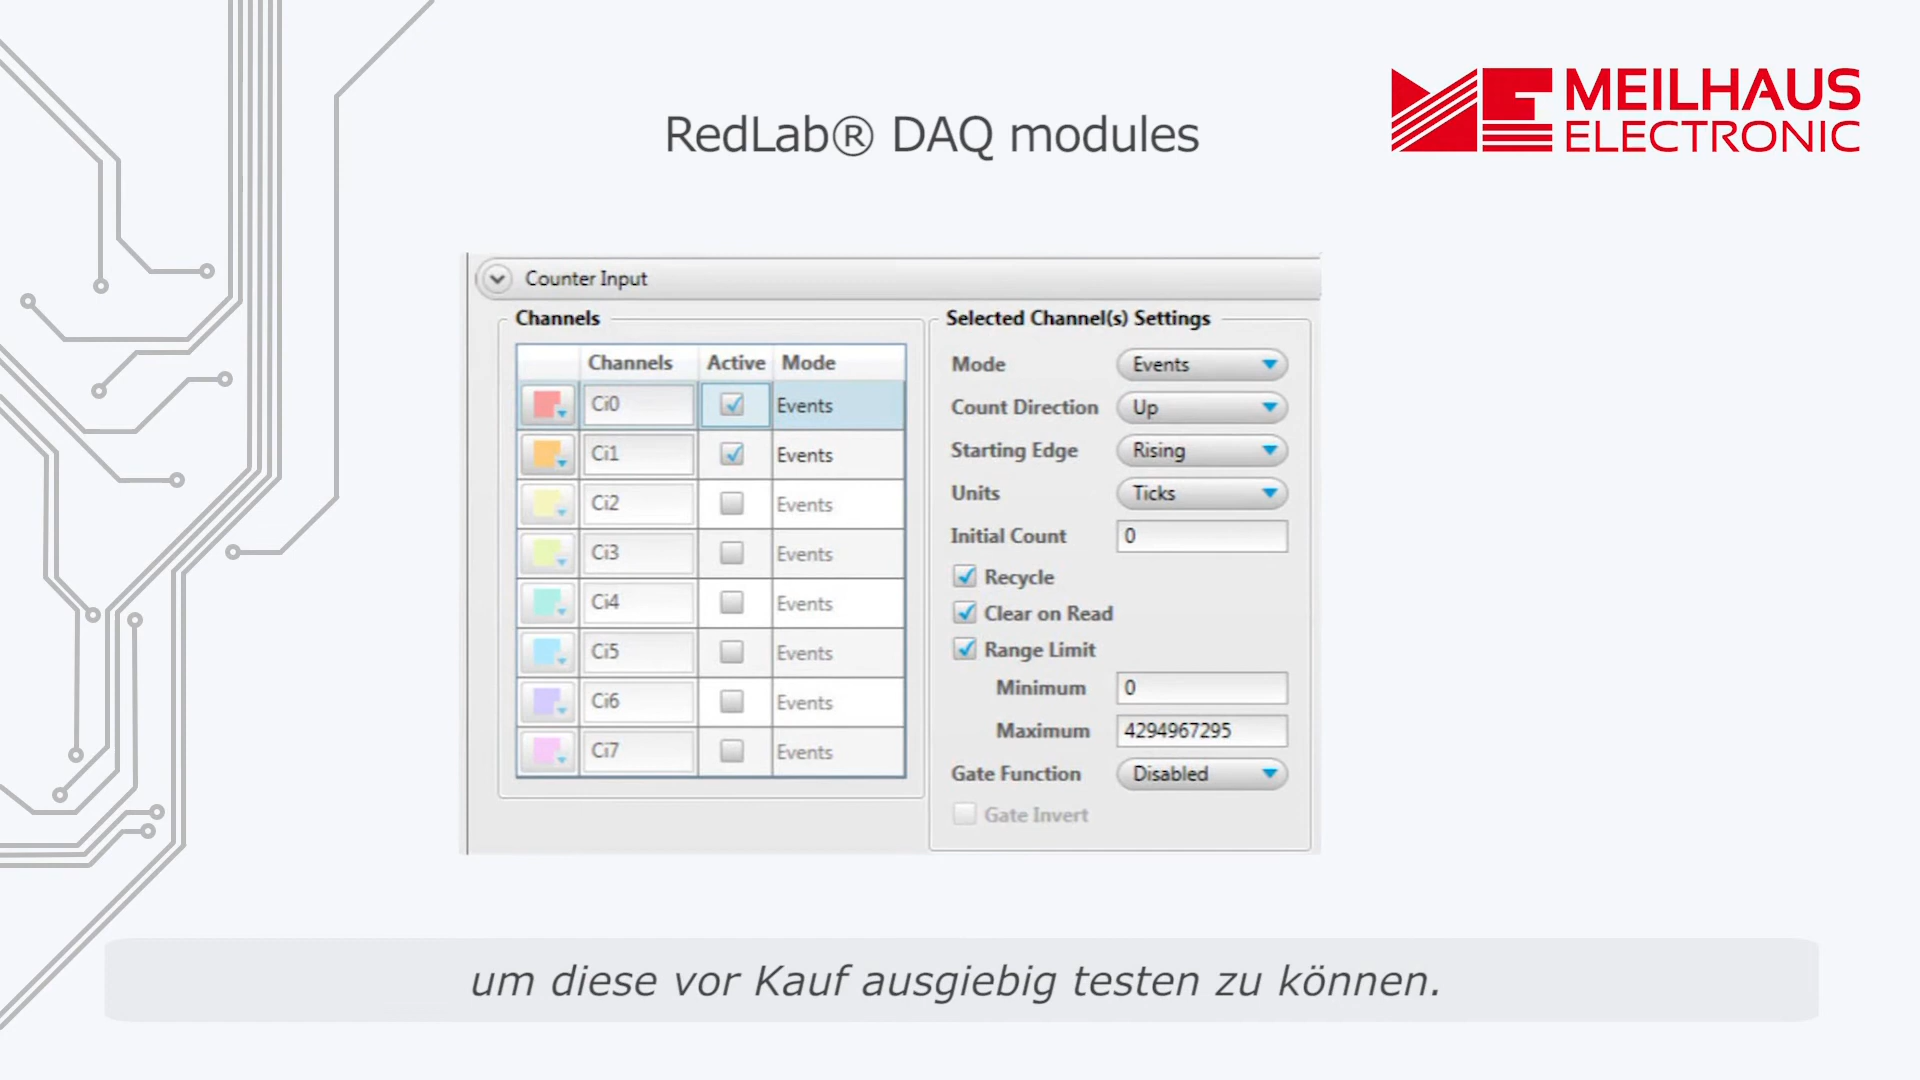 RedLab® DAQ modules
MEILHAUS
ELECTRONIC
Counter Input
Channels
Channels Active Mode
Ci0 Events
Ci1 Events
Ci2 Events
Ci3 Events
Ci4 Events
Ci5 Events
Ci6 Events
Ci7 Events
Selected Channel(s) Settings
Mode Events
Count Direction Up
Starting Edge Rising
Units Ticks
Initial Count 0
Recycle
Clear on Read
Range Limit
Minimum 0
Maximum 4294967295
Gate Function Disabled
Gate Invert
um diese vor Kauf ausgiebig testen zu können.